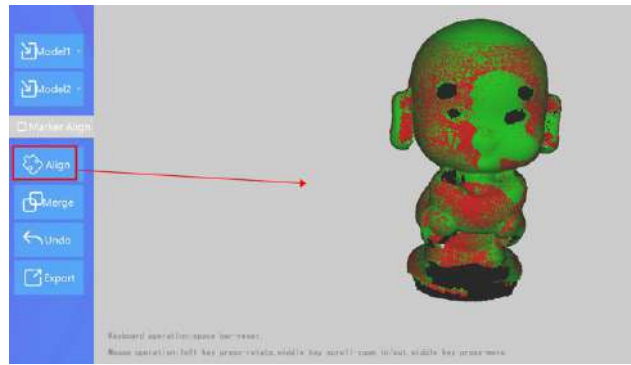 Model1
Model2
Marker Align
Align
Merge
Undo
Export
Keyboard operation:space bar-reset.
Mouse operation:left key press-rotate,middle key scroll-zoom in/out,middle key press-move